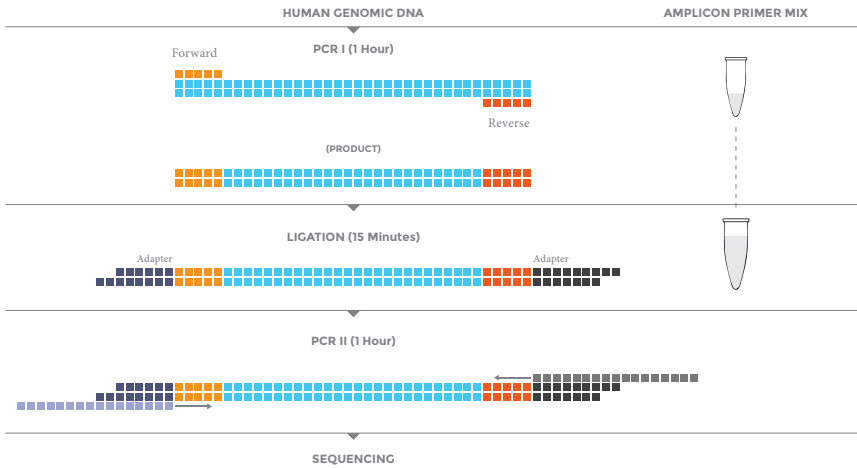 HUMAN GENOMIC DNA
AMPLICON PRIMER MIX
PCR I (1 Hour)
Forward
Reverse
(PRODUCT)
LIGATION (15 Minutes)
Adapter
Adapter
PCR II (1 Hour)
SEQUENCING